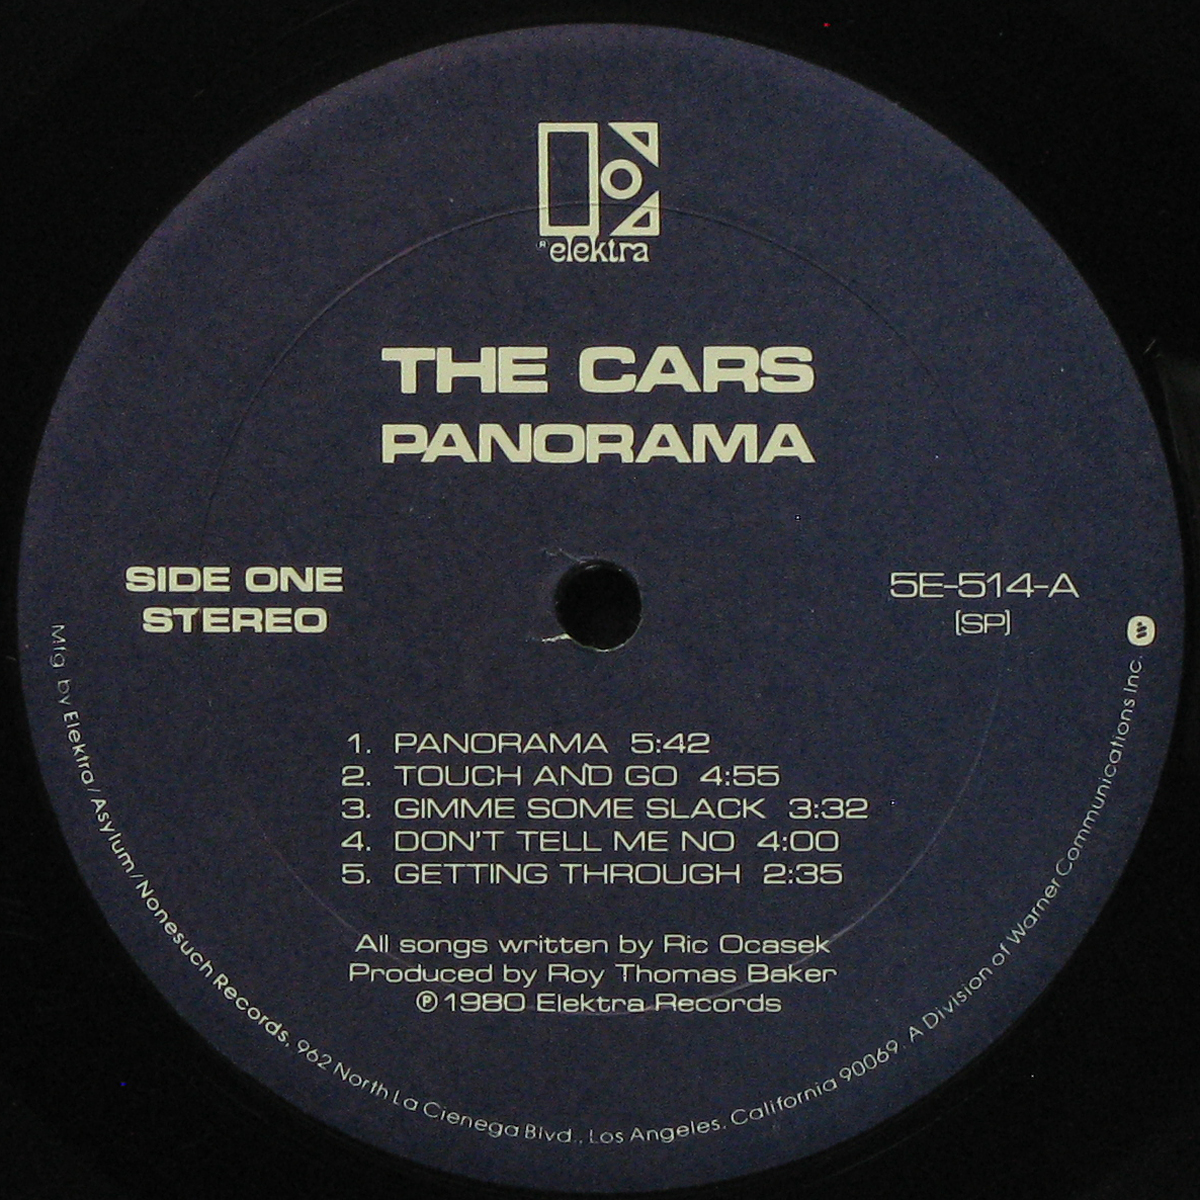 ® elektra
THE CARS
PANORAMA
SIDE ONE
STEREO
5E-514-A
[SP]
1. PANORAMA 5:42
2. TOUCH AND GO 4:55
3. GIMME SOME SLACK 3:32
4. DON'T TELL ME NO 4:00
5. GETTING THROUGH 2:35
All songs written by Ric Ocasek
Produced by Roy Thomas Baker
℗ 1980 Elektra Records
Mfg. by Elektra/Asylum/Nonesuch Records, 962 North La Cienega Blvd., Los Angeles, California 90069. A Division of Warner Communications Inc.